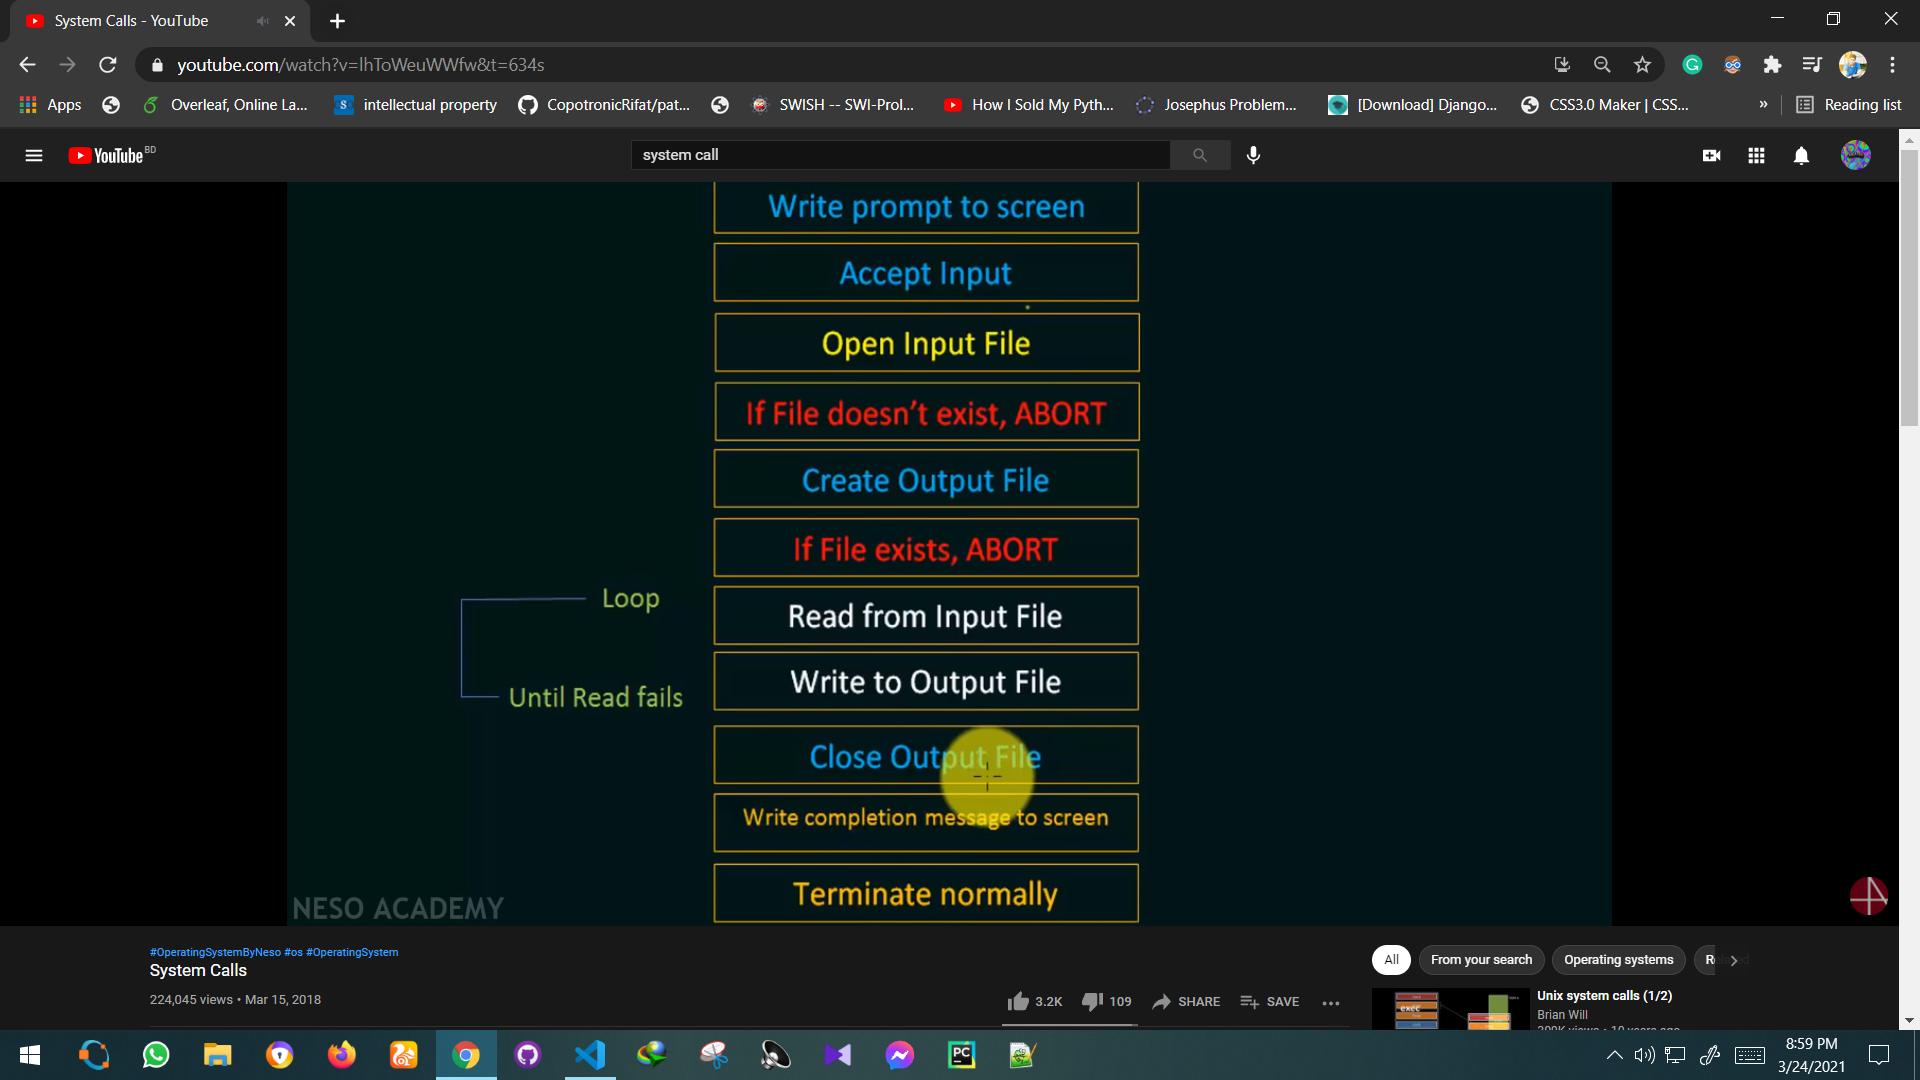 System Calls - YouTube
youtube.com/watch?v=lhToWeuWWfw&t=634s
Apps
Overleaf, Online La...
intellectual property
CopotronicRifat/pat...
SWISH -- SWI-Prol...
How I Sold My Pyth...
Josephus Problem...
[Download] Django...
CSS3.0 Maker | CSS...
»
Reading list
YouTube BD
system call
Write prompt to screen
Accept Input
Open Input File
If File doesn't exist, ABORT
Create Output File
If File exists, ABORT
Loop
Read from Input File
Write to Output File
Until Read fails
Close Output File
Write completion message to screen
Terminate normally
NESO ACADEMY
#OperatingSystemByNeso #os #OperatingSystem
System Calls
224,045 views • Mar 15, 2018
3.2K
109
SHARE
SAVE
All
From your search
Operating systems
Unix system calls (1/2)
Brian Will
8:59 PM
3/24/2021